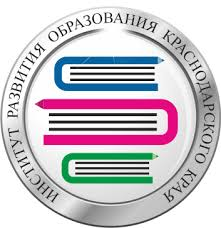 ИНСТИТУТ РАЗВИТИЯ ОБРАЗОВАНИЯ КРАСНОДАРСКОГО КРАЯ